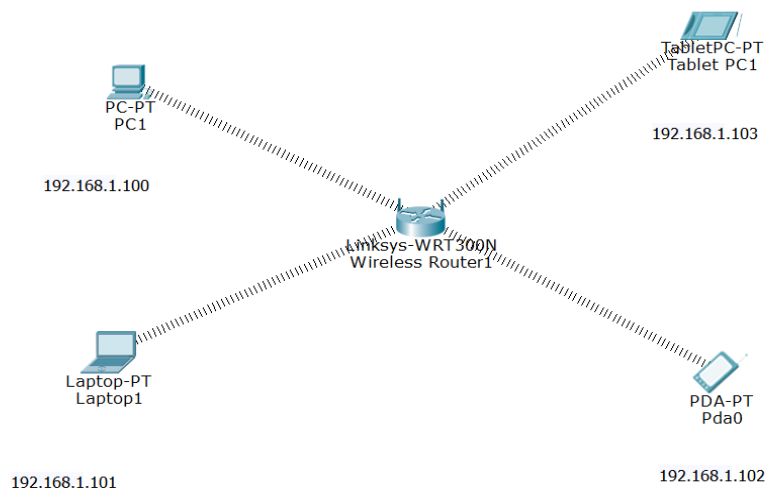 TabletPC-PT
Tablet PC1
PC-PT
PC1
192.168.1.103
192.168.1.100
Linksys-WRT300N
Wireless Router1
Laptop-PT
Laptop1
PDA-PT
Pda0
192.168.1.101
192.168.1.102